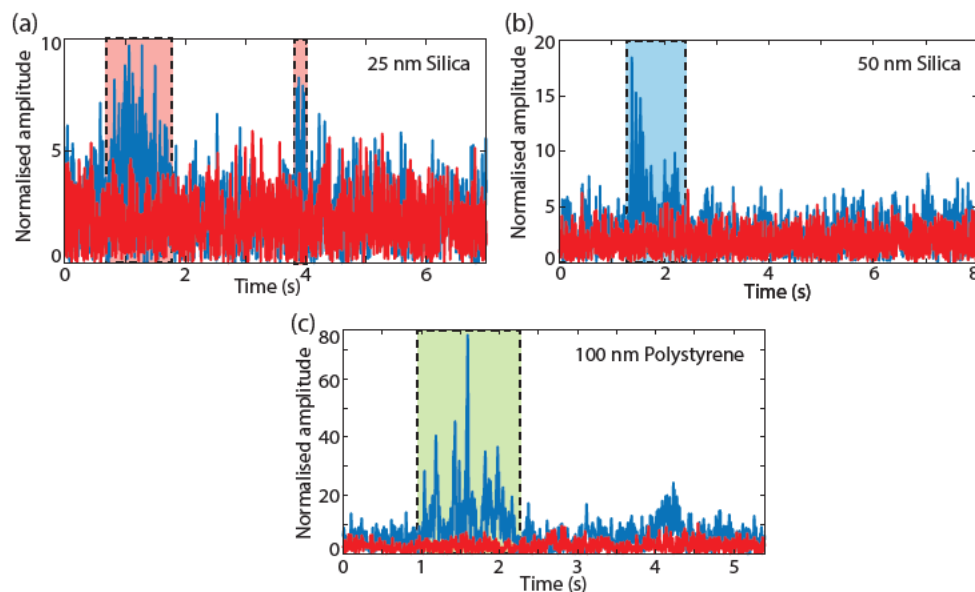 (a)
10
5
0
Normalised amplitude
25 nm Silica
0 2 4 6
Time (s)
(b)
20
15
10
5
0
Normalised amplitude
50 nm Silica
0 2 4 6 8
Time (s)
(c)
80
60
40
20
0
Normalised amplitude
100 nm Polystyrene
0 1 2 3 4 5
Time (s)